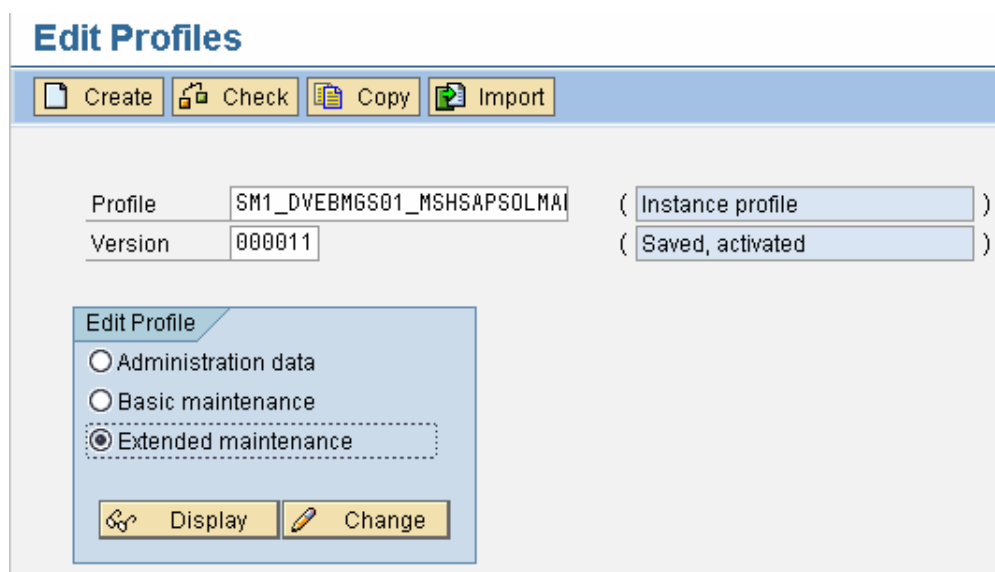 Edit Profiles
Create Check Copy Import
Profile SM1_DVEBMGS01_MSHSAPSOLMA ( Instance profile )
Version 000011 ( Saved, activated )
Edit Profile
Administration data
Basic maintenance
Extended maintenance
Display Change